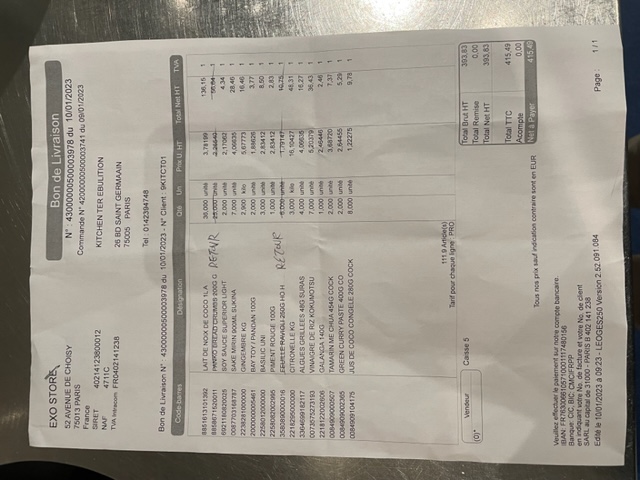 EXO STORE
52 AVENUE DE CHOISY
75013 PARIS
France
SIRET 40214123800012
NAF 4711C
TVA Intracom FR0402141238
Bon de Livraison
N° : 43000000500003978 du 10/01/2023
Commande N° 42000000500003741 du 09/01/2023
KITCHEN TER EBULITION
26 BD SAINT GERMAAIN
75005 PARIS
Tel : 0142394748
Bon de Livraison N° : 43000000500003978 du 10/01/2023 - N° Client : 9KITCT01
Code-barres Désignation Qté Uni Prix U. HT Total Net HT TVA
8851613101392 LAIT DE NOIX DE COCO 1L A 36,000 unité 3,78199 136,15 1
8858671520011 PANKO BREAD CRUMBS 200G G RETOUR 25,000 unité 2,26540 56,64 1
6921180820025 SOY SAUCE SUPERIOR LIGHT 2,000 unité 2,17062 4,34 1
0087703168787 SAKE MIRIN 900ML SUKINA 7,000 unité 4,06635 28,46 1
2238281000000 GINGEMBRE KG 2,900 kilo 5,67773 16,46 1
2000000005461 BAY TOY / PANDAN 100G 2,000 unité 1,88626 3,77 1
2258012000000 BASILIC UNI 3,000 unité 2,83412 8,50 1
2258082002995 PIMENT ROUGE 100G 1,000 unité 2,83412 2,83 1
3580890000016 FEUILLE RAVIOLI 250G HO H RETOUR 6,000 unité 1,79147 10,75 1
2218295000000 CITRONELLE KG 3,000 kilo 16,10427 48,31 1
3304699182117 ALGUES GRILLEES 48G SURAS 4,000 unité 4,06635 16,27 1
0073575273193 VINAIGRE DE RIZ KOKUMOTSU 7,000 unité 5,20379 36,43 1
2218122002606 GALANGA 140G 1,000 unité 2,46446 2,46 1
0084909000507 TAMARIN ME CHUA 454G COCK 2,000 unité 3,68720 7,37 1
0084909002365 GREEN CURRY PASTE 400G CO 2,000 unité 2,64455 5,29 1
0084909104175 JUS DE COCO CONGELE 280G COCK 8,000 unité 1,22275 9,78 1
111.9 Article(s)
Tarif pour chaque ligne : PRO
Vendeur Caisse 5
(0)*
Total Brut HT 393,83
Total Remise 0,00
Total Net HT 393,83
Total TTC 415,49
Acompte 0,00
Net à Payer 415,49
Tous nos prix sauf indication contraire sont en EUR
Veuillez effectuer le paiement sur notre compte bancaire.
IBAN: FR7630066105710001117480156
Banque: CIC, BIC: CMCIFRPP
en indiquant votre No. de facture et votre No. de client
SARL au capital de 31000 - PARIS B 402 141 238
Edité le 10/01/2023 à 09:23 - LEOGES250 Version 2.52.091.084
Page : 1 / 1